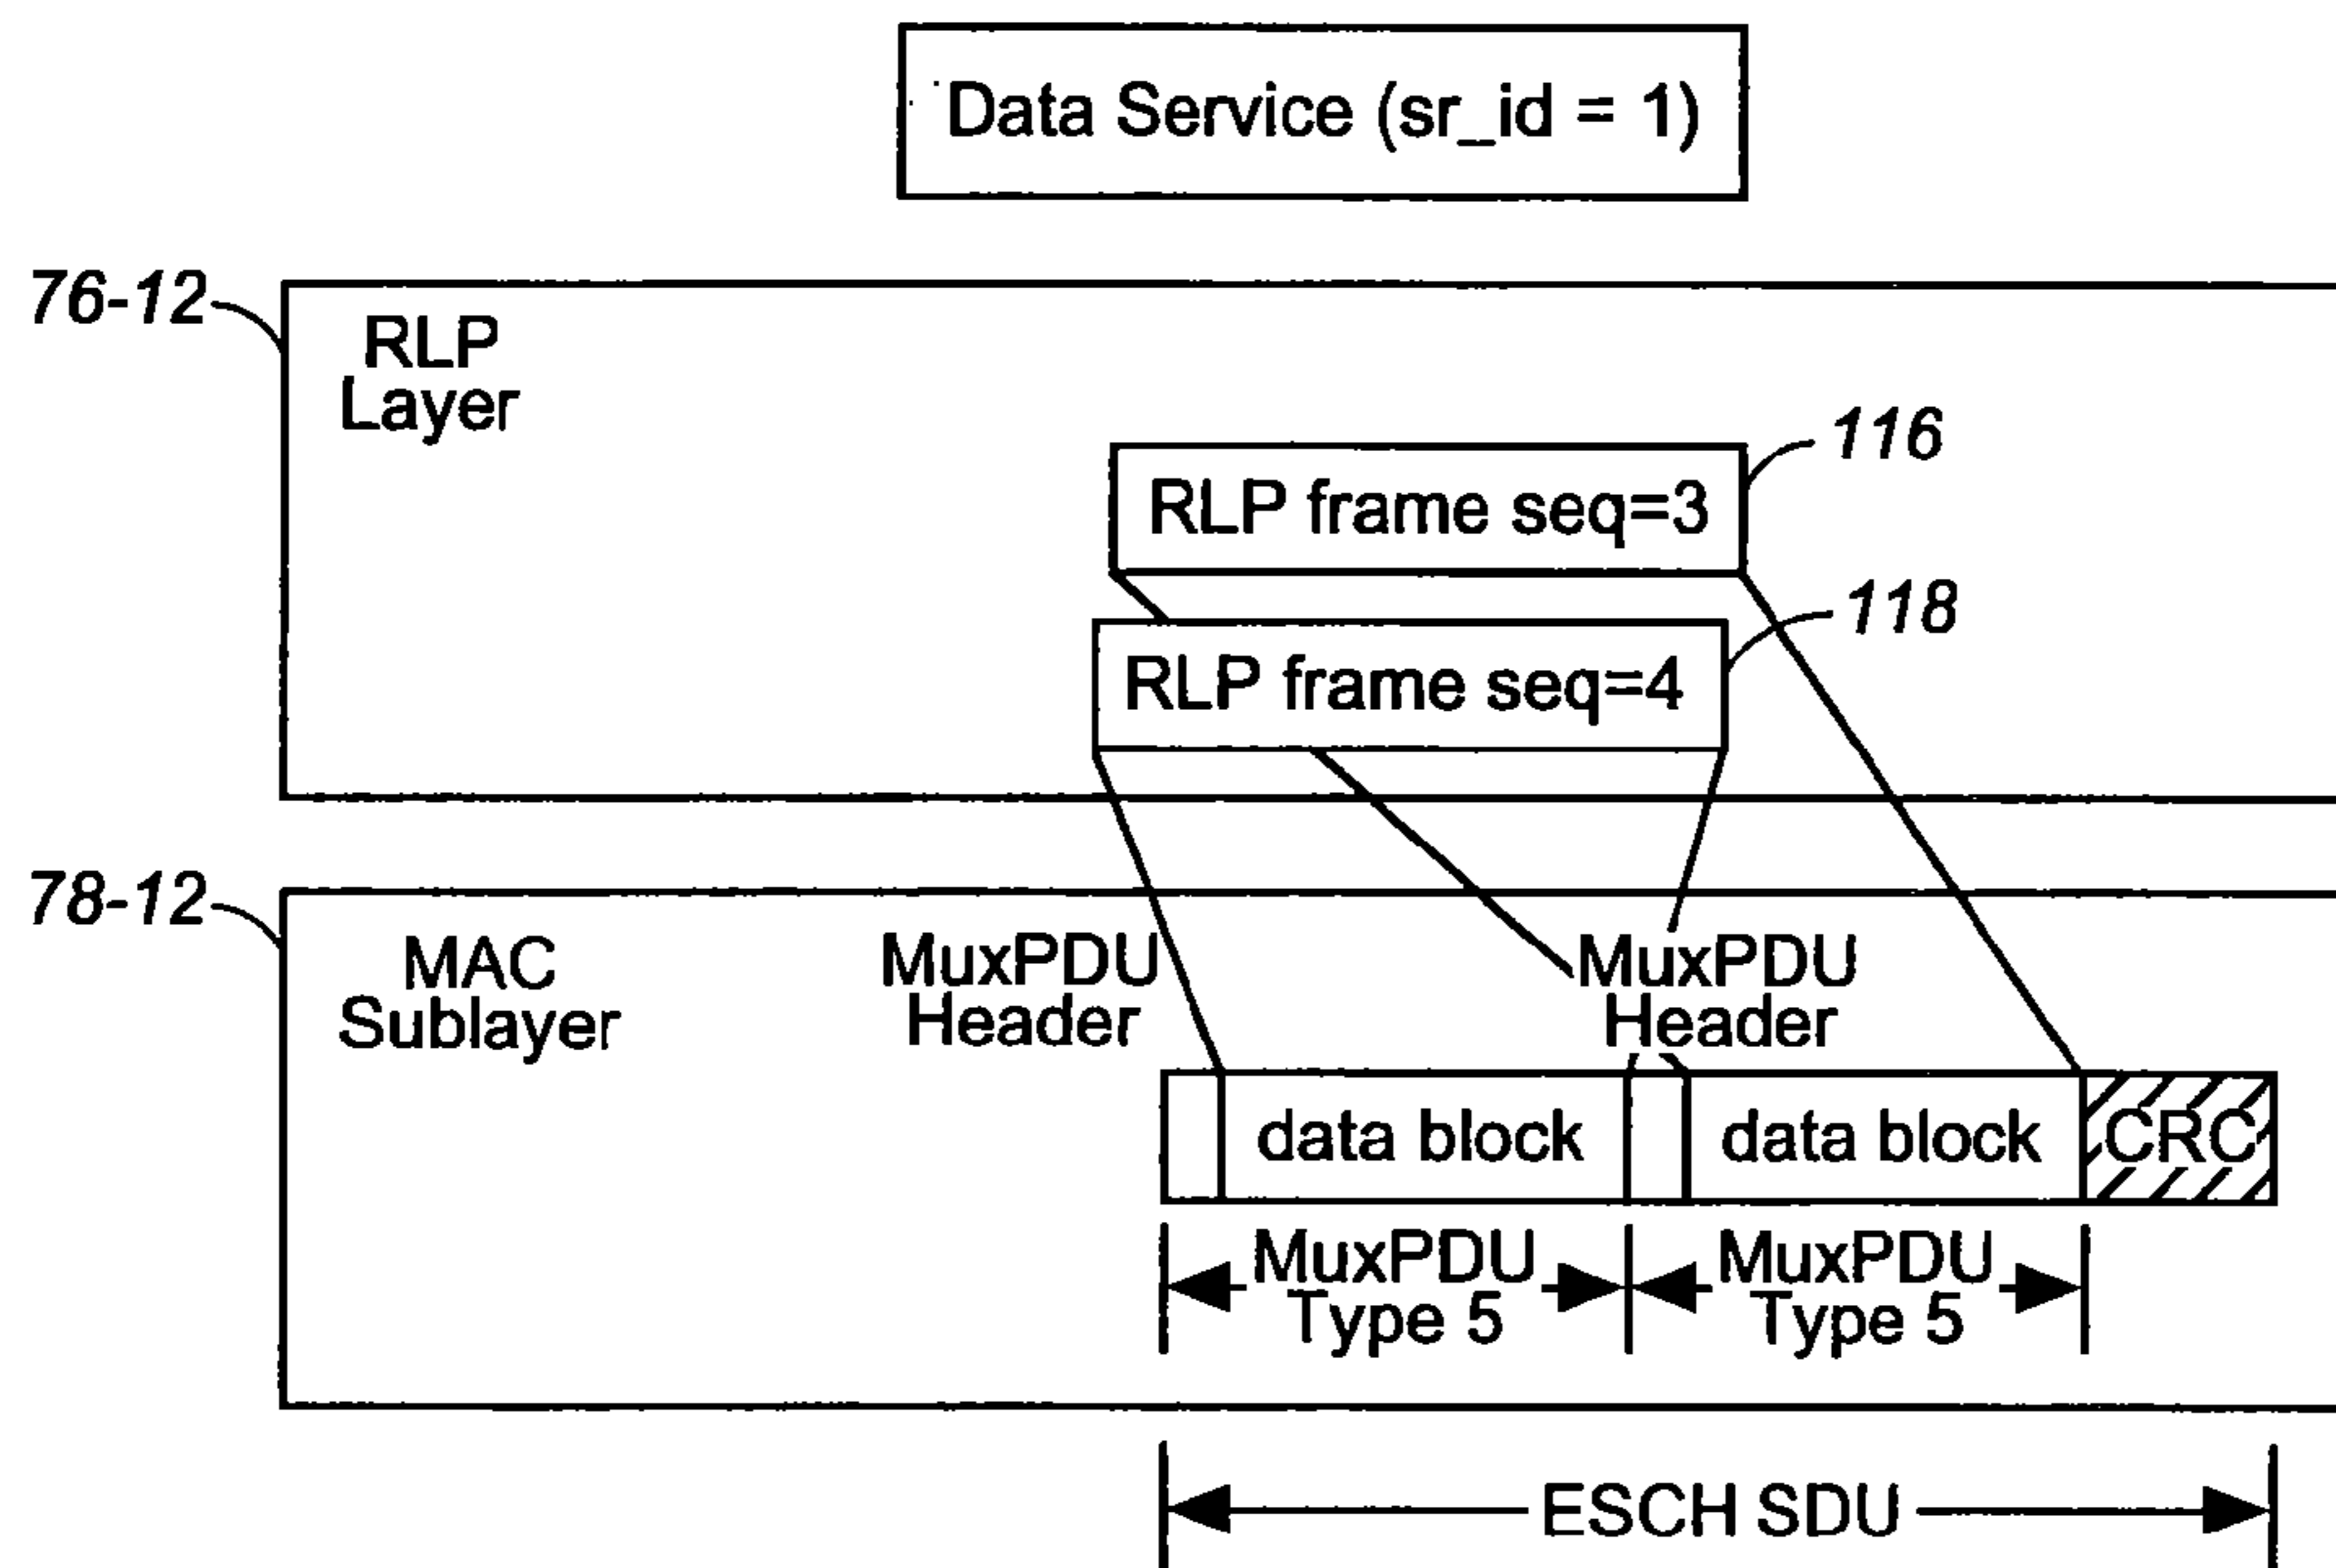 Data Service (sr_id = 1)
76-12
RLP
Layer
116
RLP frame seq=3
118
RLP frame seq=4
78-12
MAC
Sublayer
MuxPDU
Header
MuxPDU
Header
data block
data block
CRC
MuxPDU
Type 5
MuxPDU
Type 5
ESCH SDU